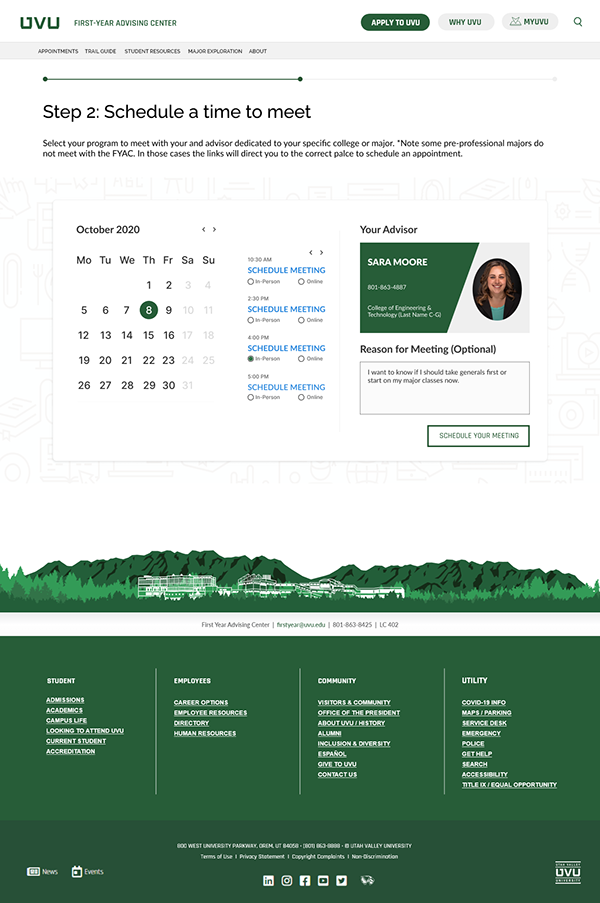 UVU FIRST-YEAR ADVISING CENTER APPLY TO UVU WHY UVU MYUVU
APPOINTMENTS TRAIL GUIDE STUDENT RESOURCES MAJOR EXPLORATION ABOUT
Step 2: Schedule a time to meet
Select your program to meet with your and advisor dedicated to your specific college or major. *Note some pre-professional majors do
not meet with the FYAC. In those cases the links will direct you to the correct palce to schedule an appointment.
October 2020 < >
Mo Tu We Th Fr Sa Su
1 2 3 4
5 6 7 8 9 10 11
12 13 14 15 16 17 18
19 20 21 22 23 24 25
26 27 28 29 30 31
< >
10:30 AM
SCHEDULE MEETING
In-Person Online
2:30 PM
SCHEDULE MEETING
In-Person Online
4:00 PM
SCHEDULE MEETING
In-Person Online
5:00 PM
SCHEDULE MEETING
In-Person Online
Your Advisor
SARA MOORE
801-863-4887
College of Engineering &
Technology (Last Name C-G)
Reason for Meeting (Optional)
I want to know if I should take generals first or
start on my major classes now.
SCHEDULE YOUR MEETING
First Year Advising Center | firstyear@uvu.edu | 801-863-8425 | LC 402
STUDENT
ADMISSIONS
ACADEMICS
CAMPUS LIFE
LOOKING TO ATTEND UVU
CURRENT STUDENT
ACCREDITATION
EMPLOYEES
CAREER OPTIONS
EMPLOYEE RESOURCES
DIRECTORY
HUMAN RESOURCES
COMMUNITY
VISITORS & COMMUNITY
OFFICE OF THE PRESIDENT
ABOUT UVU / HISTORY
ALUMNI
INCLUSION & DIVERSITY
ESPAÑOL
GIVE TO UVU
CONTACT US
UTILITY
COVID-19 INFO
MAPS / PARKING
SERVICE DESK
EMERGENCY
POLICE
GET HELP
SEARCH
ACCESSIBILITY
TITLE IX / EQUAL OPPORTUNITY
800 WEST UNIVERSITY PARKWAY, OREM, UT 84058 · (801) 863-8888 · © UTAH VALLEY UNIVERSITY
Terms of Use | Privacy Statement | Copyright Complaints | Non-Discrimination
News Events
UTAH VALLEY
UVU
UNIVERSITY